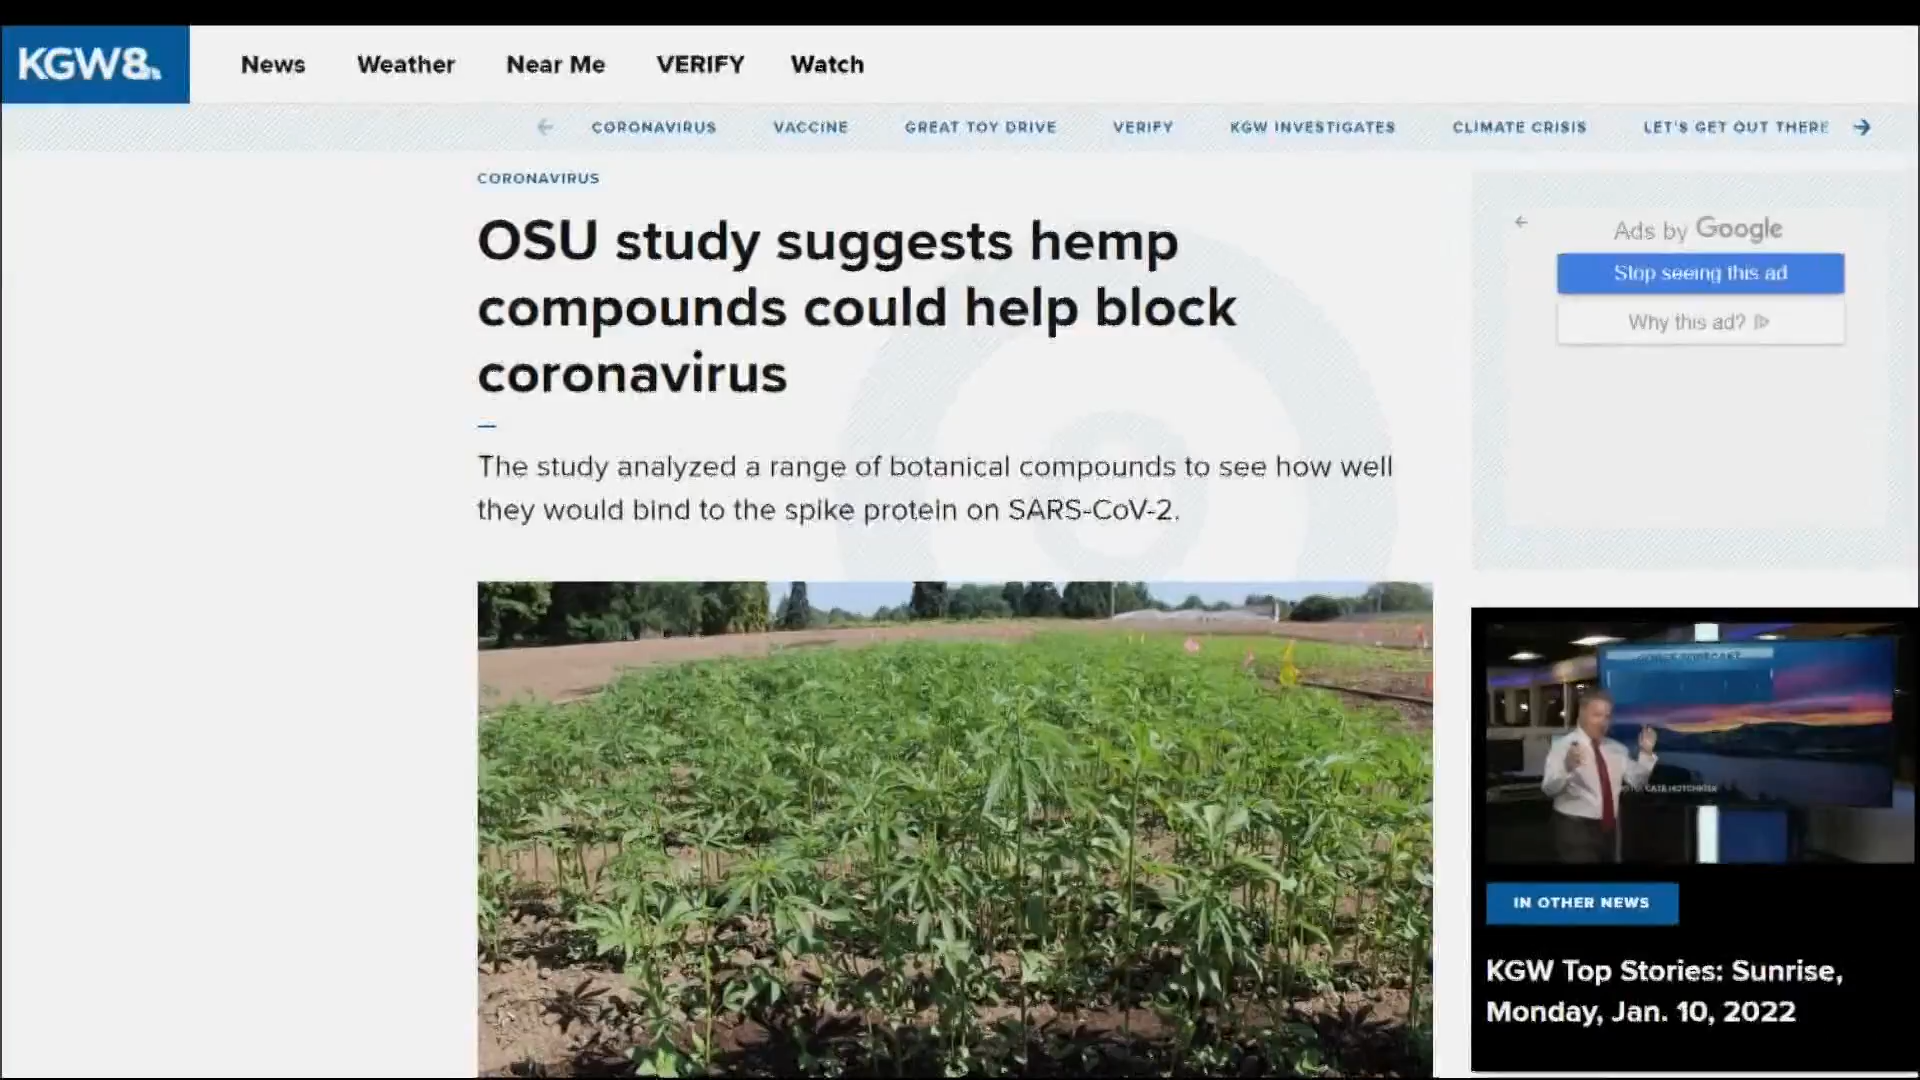 KGW8
News Weather Near Me VERIFY Watch
CORONAVIRUS VACCINE GREAT TOY DRIVE VERIFY KGW INVESTIGATES CLIMATE CRISIS LET'S GET OUT THERE
CORONAVIRUS
OSU study suggests hemp
compounds could help block
coronavirus
The study analyzed a range of botanical compounds to see how well
they would bind to the spike protein on SARS-CoV-2.
Ads by Google
Stop seeing this ad
Why this ad?
IN OTHER NEWS
KGW Top Stories: Sunrise,
Monday, Jan. 10, 2022